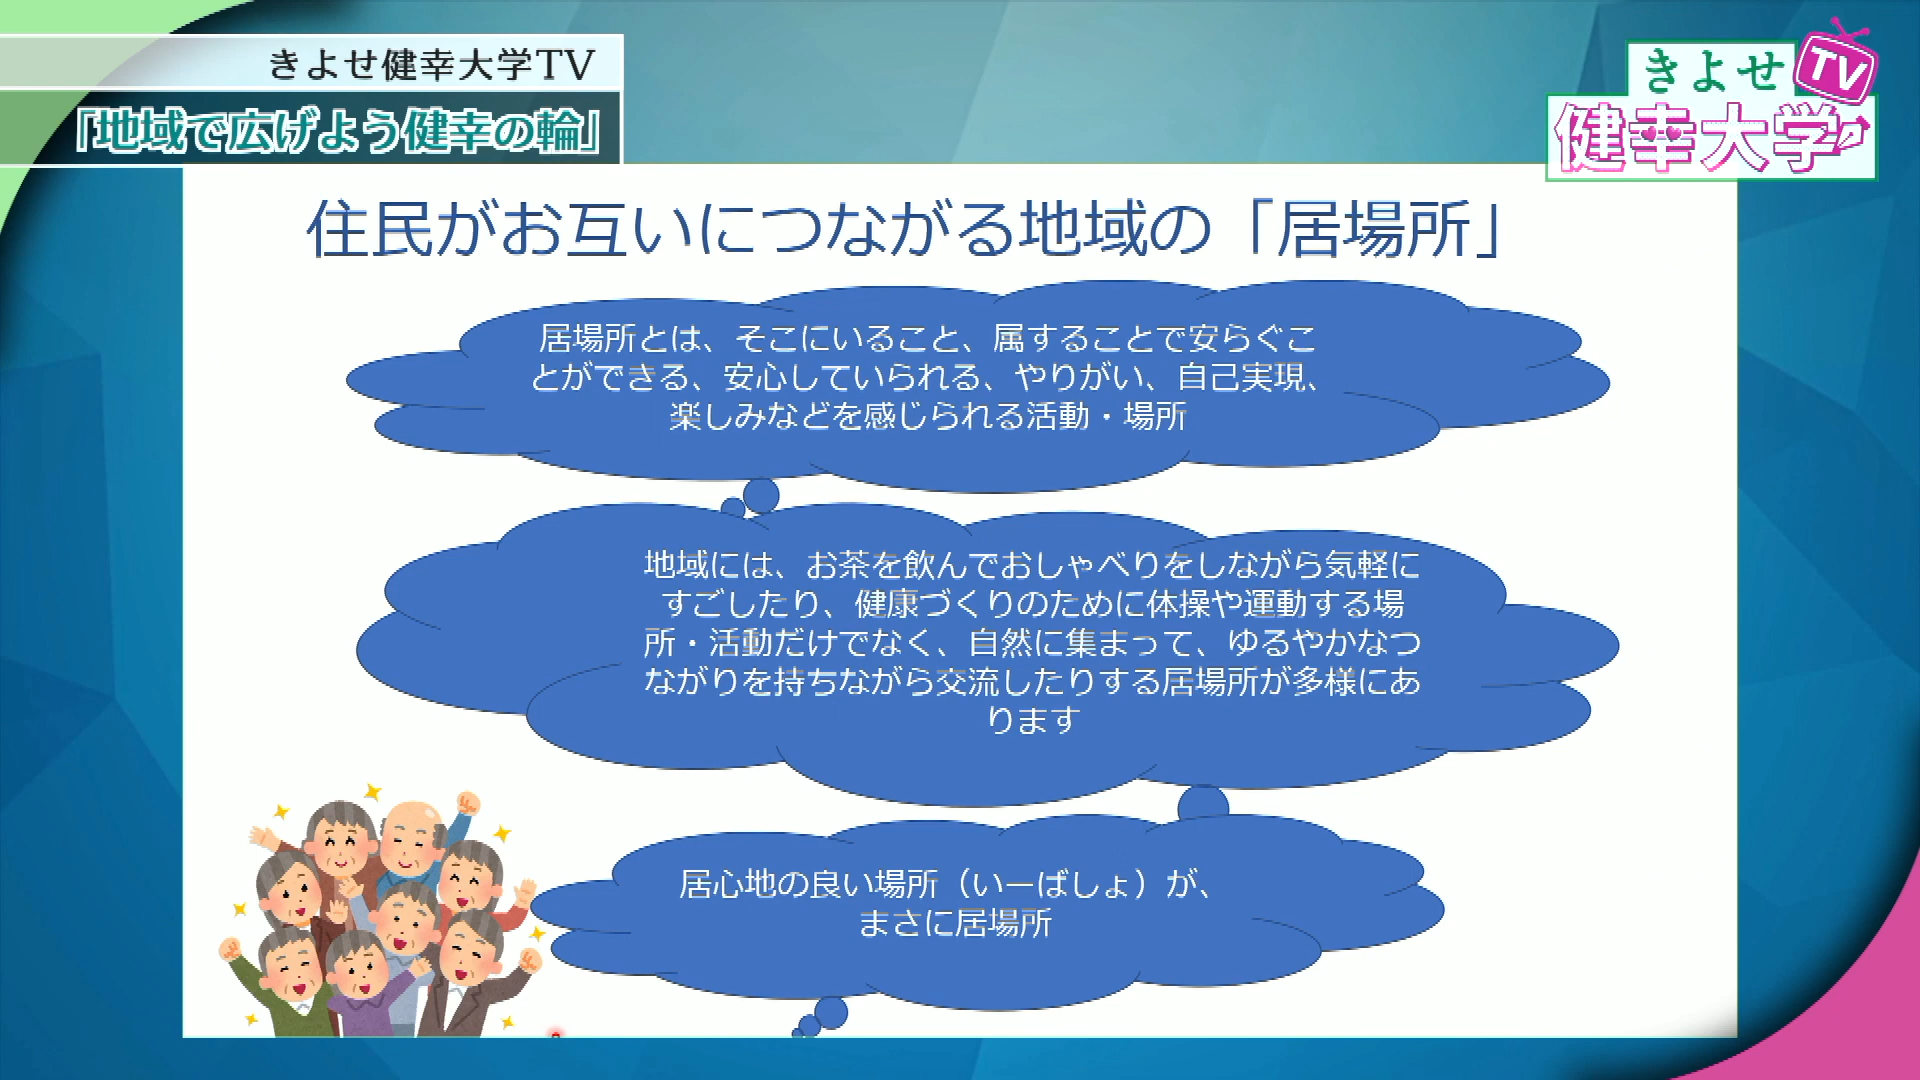 きよせ健幸大学TV
「地域で広げよう健幸の輪」
きよせ
TV
健幸大学
住民がお互いにつながる地域の「居場所」
居場所とは、そこにいること、属することで安らぐこ
とができる、安心していられる、やりがい、自己実現、
楽しみなどを感じられる活動・場所
地域には、お茶を飲んでおしゃべりをしながら気軽に
すごしたり、健康づくりのために体操や運動する場
所・活動だけでなく、自然に集まって、ゆるやかなつ
ながりを持ちながら交流したりする居場所が多様にあ
ります
居心地の良い場所（いーばしょ）が、
まさに居場所